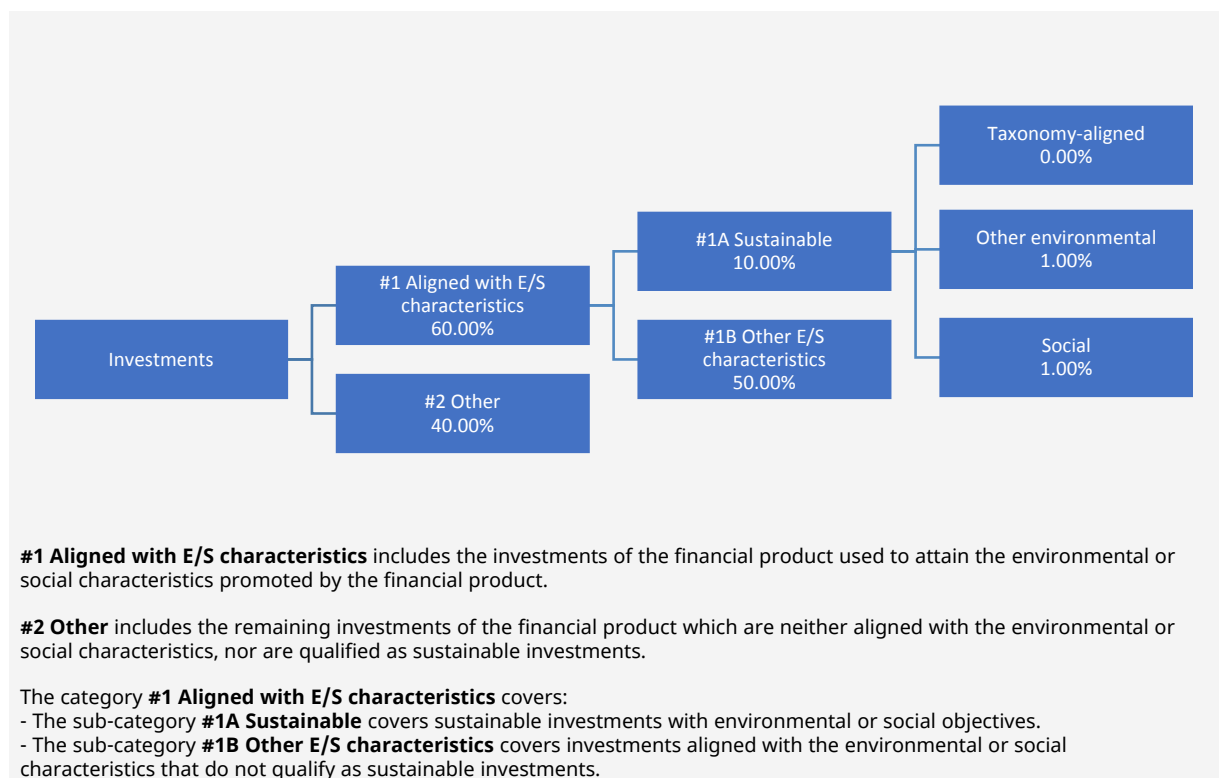 Investments
#1 Aligned with E/S
characteristics
60.00%
#2 Other
40.00%
#1A Sustainable
10.00%
#1B Other E/S
characteristics
50.00%
Taxonomy-aligned
0.00%
Other environmental
1.00%
Social
1.00%
#1 Aligned with E/S characteristics includes the investments of the financial product used to attain the environmental or
social characteristics promoted by the financial product.
#2 Other includes the remaining investments of the financial product which are neither aligned with the environmental or
social characteristics, nor are qualified as sustainable investments.
The category #1 Aligned with E/S characteristics covers:
- The sub-category #1A Sustainable covers sustainable investments with environmental or social objectives.
- The sub-category #1B Other E/S characteristics covers investments aligned with the environmental or social
characteristics that do not qualify as sustainable investments.